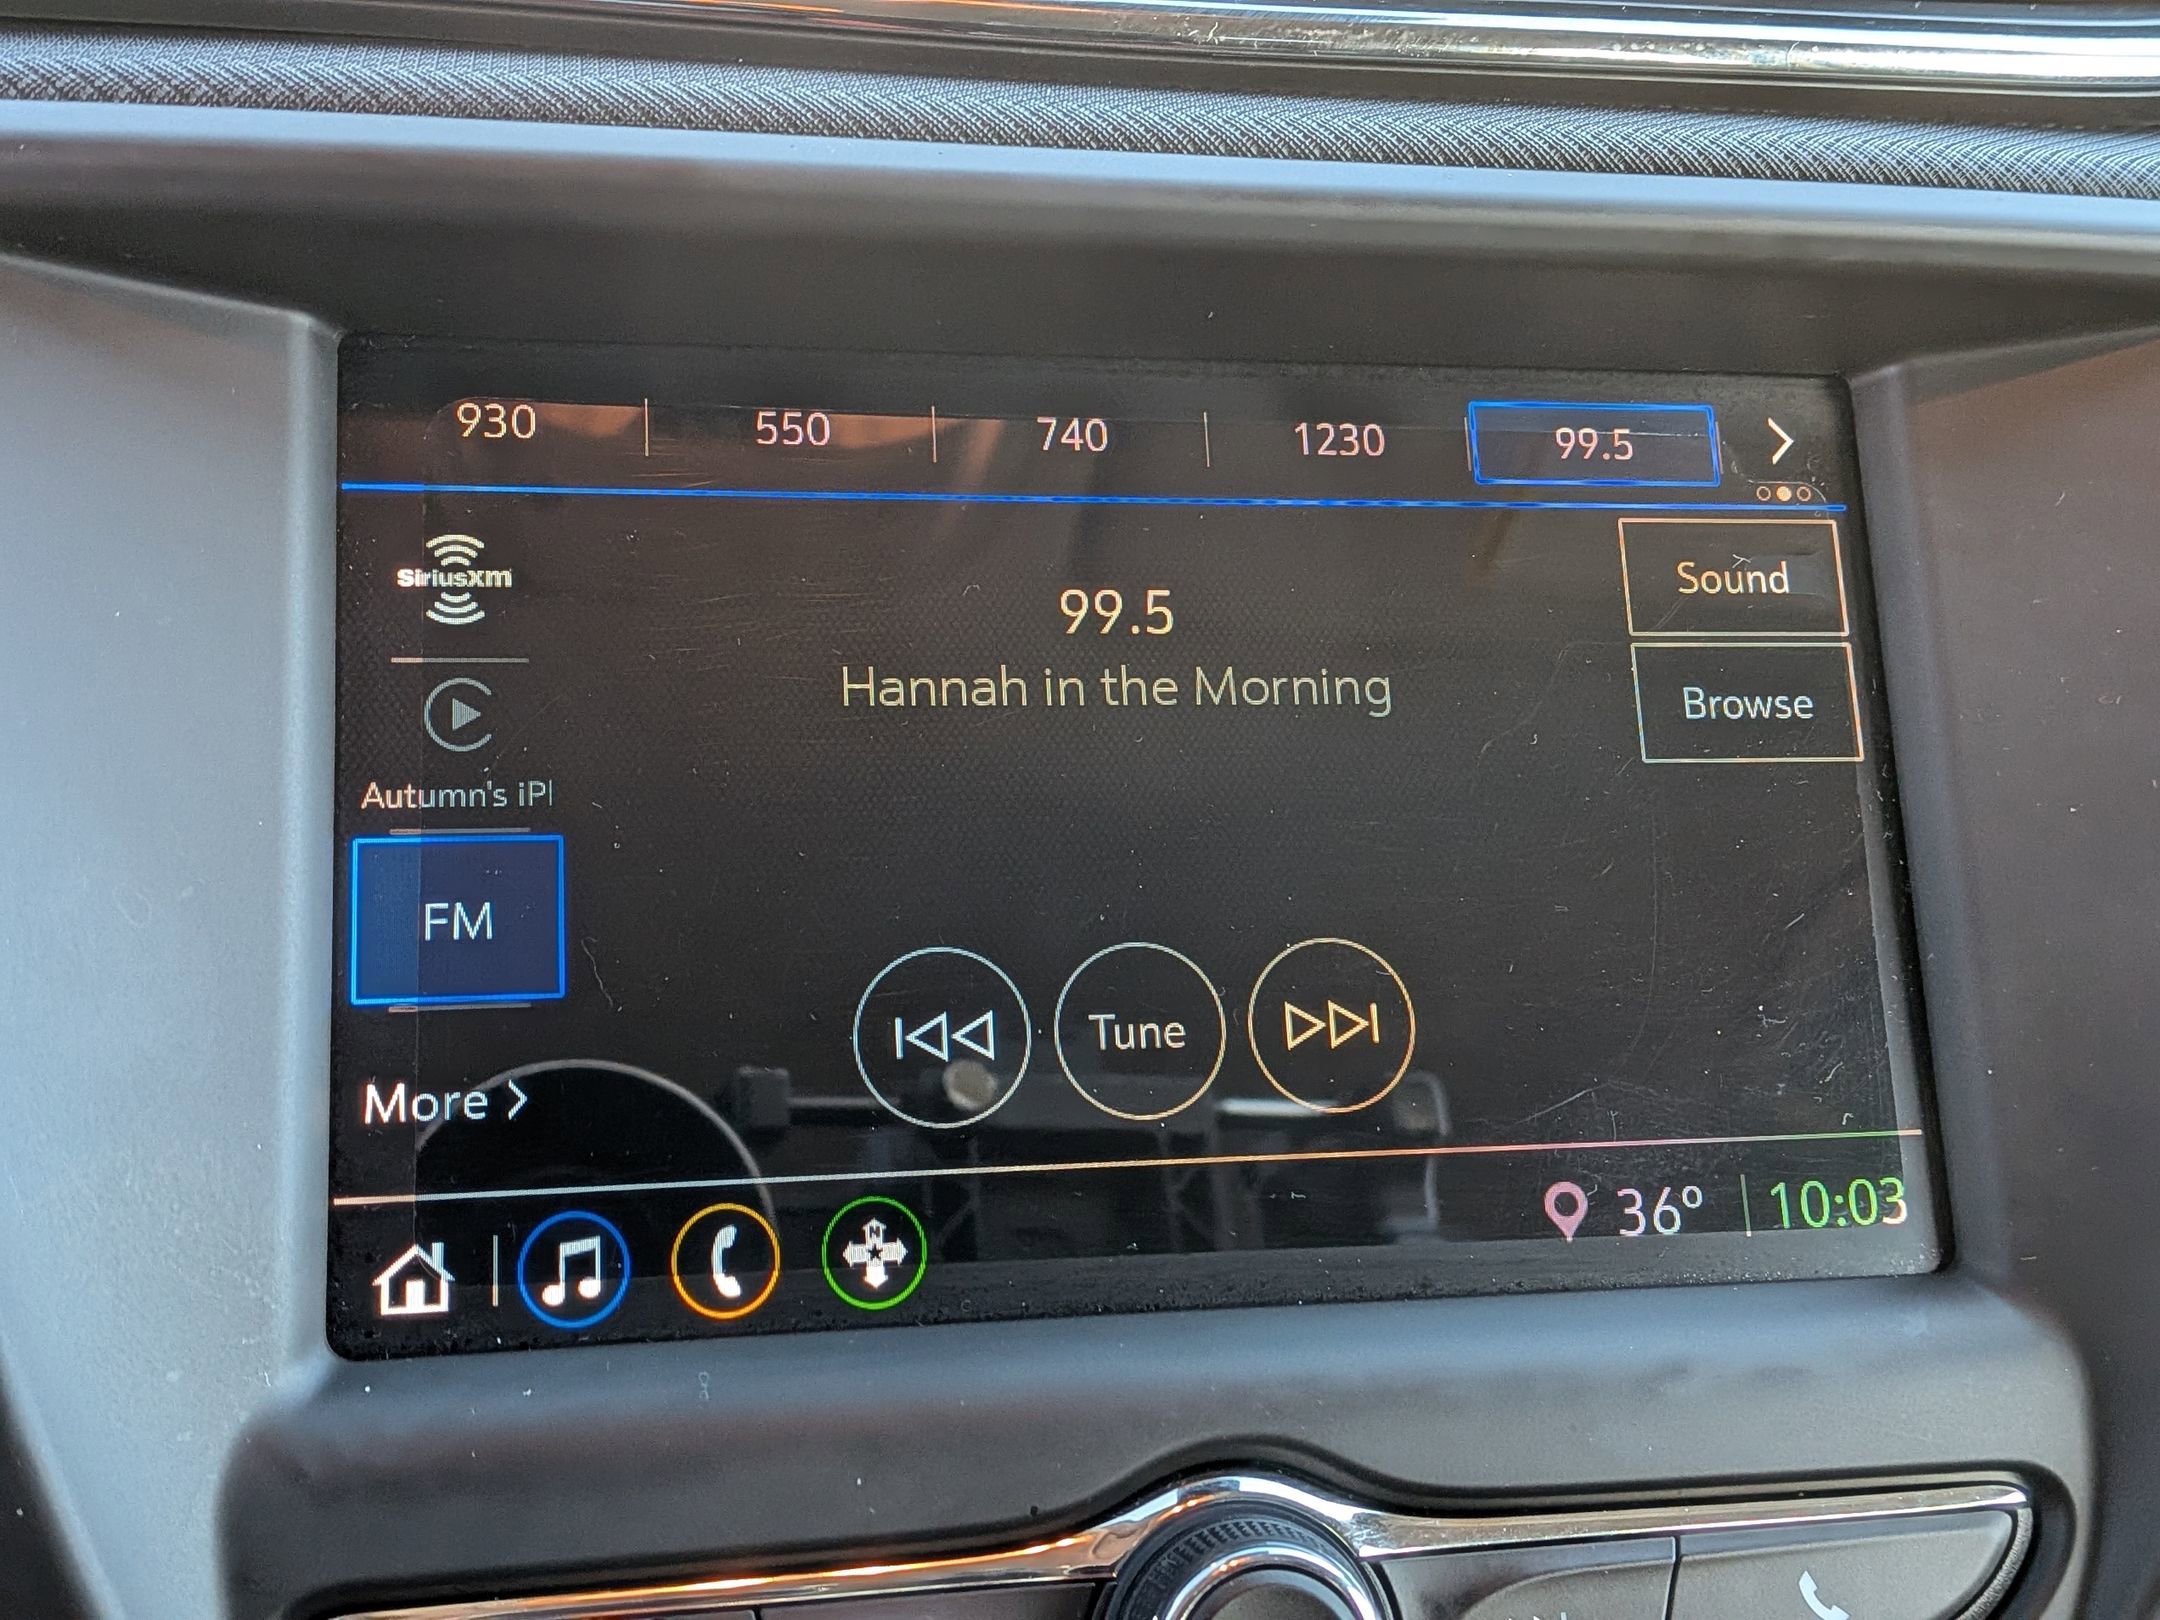 930 550 740 1230 99.5
SiriusXM
Sound
99.5
Hannah in the Morning
Browse
Autumn's iP
FM
Tune
More
36° 10:03
N